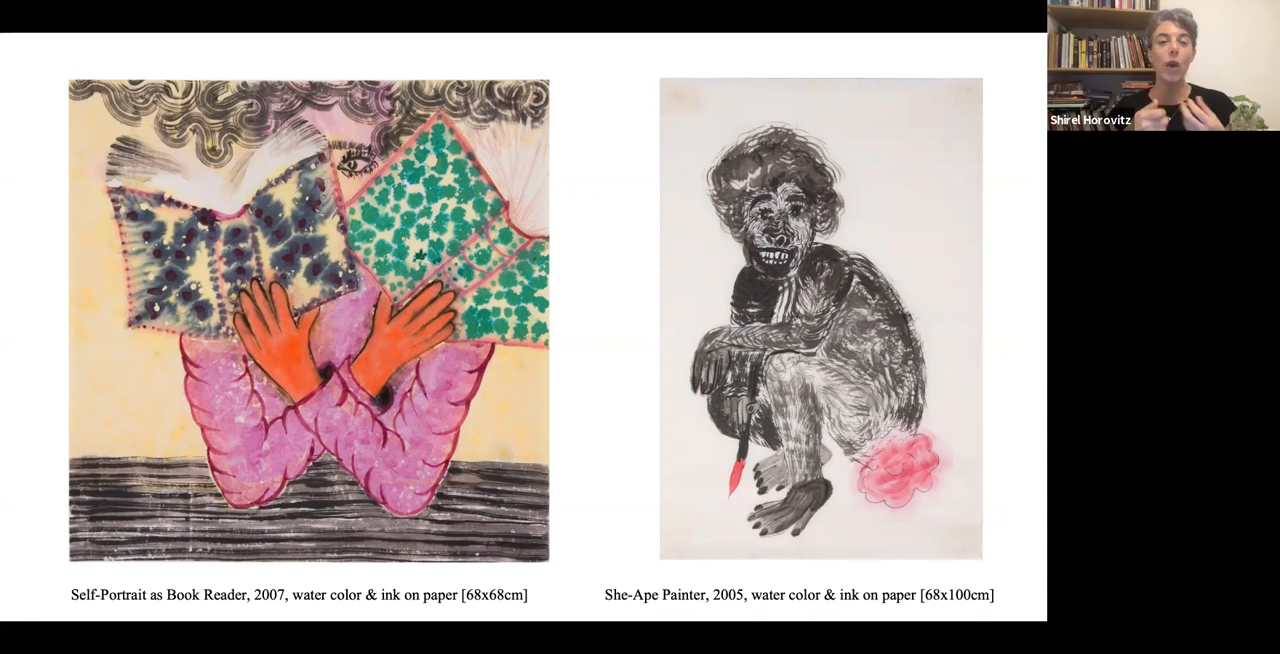 Shirel Horovitz
Self-Portrait as Book Reader, 2007, water color & ink on paper [68x68cm]
She-Ape Painter, 2005, water color & ink on paper [68x100cm]